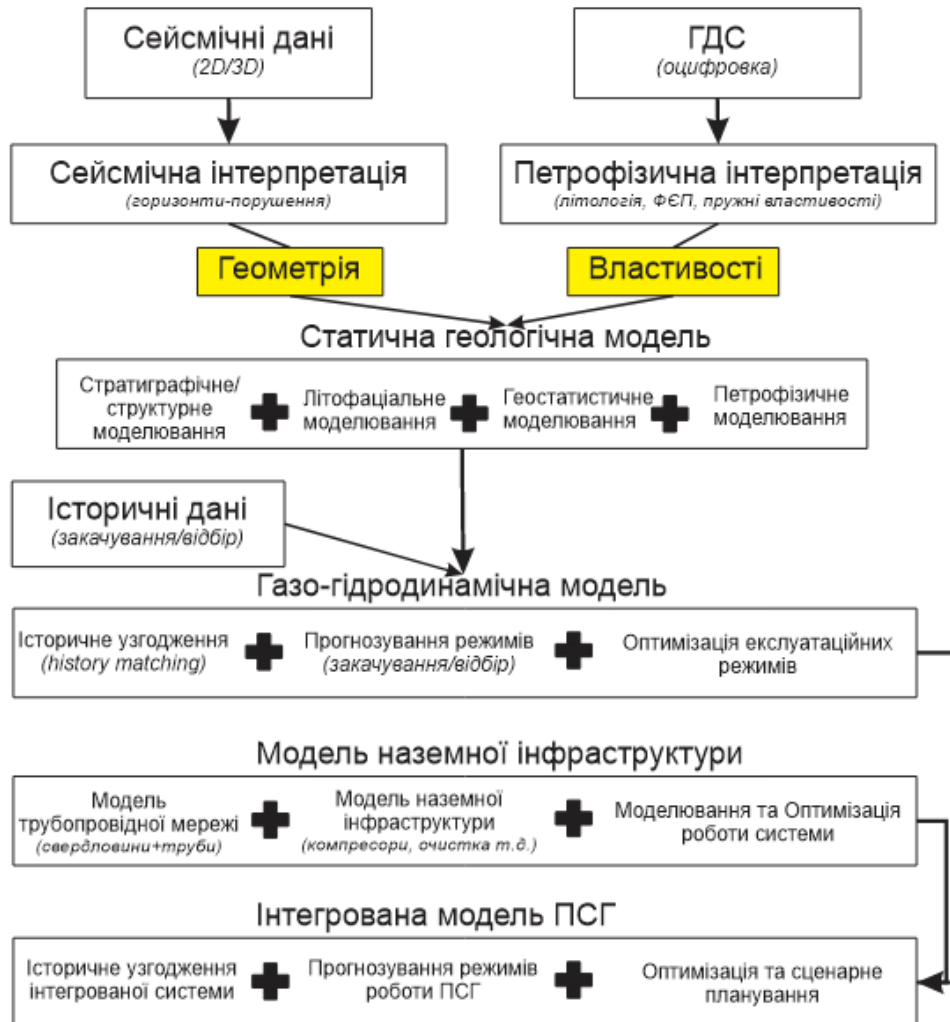 Сейсмічні дані
(2D/3D)
ГДС
(оцифровка)
Сейсмічна інтерпретація
(горизонти-порушення)
Петрофізична інтерпретація
(літологія, ФЄП, пружні властивості)
Геометрія
Властивості
Статична геологічна модель
Стратиграфічне/
структурне
моделювання
Літофаціальне
моделювання
Геостатистичне
моделювання
Петрофізичне
моделювання
Історичні дані
(закачування/відбір)
Газо-гідродинамічна модель
Історичне узгодження
(history matching)
Прогнозування режимів
(закачування/відбір)
Оптимізація експлуатаційних
режимів
Модель наземної інфраструктури
Модель
трубопровідної мережі
(свердловини+труби)
Модель наземної
інфраструктури
(компресори, очистка т.д.)
Моделювання та Оптимізація
роботи системи
Інтегрована модель ПСГ
Історичне узгодження
інтегрованої системи
Прогнозування режимів
роботи ПСГ
Оптимізація та сценарне
планування